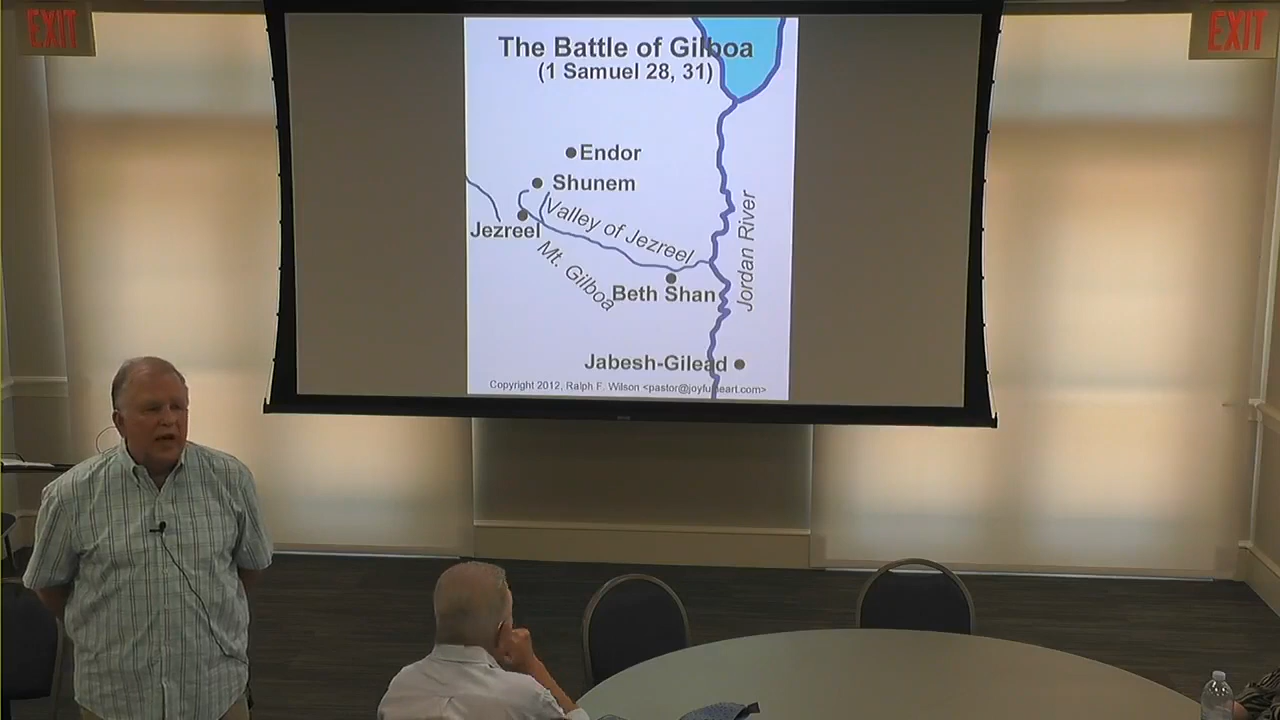 EXIT
EXIT
The Battle of Gilboa
(1 Samuel 28, 31)
Endor
Shunem
Valley of Jezreel
Jezreel
Mt. Gilboa
Beth Shan
Jordan River
Jabesh-Gilead
Copyright 2012, Ralph F. Wilson <pastor@joyfulheart.com>